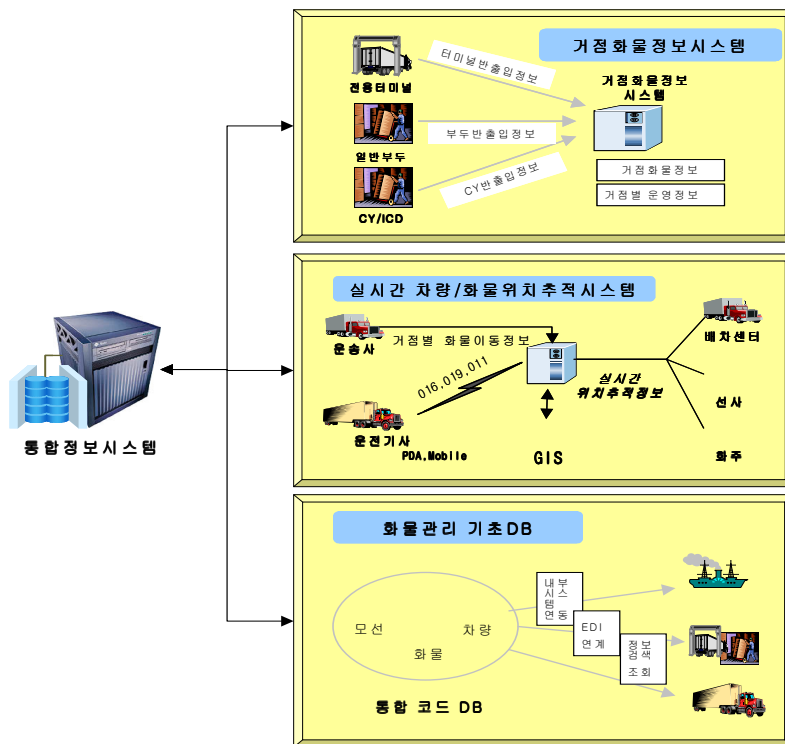 거점화물정보시스템
터미널반출입정보
전용터미널
거점화물정보
시스템
부두반출입정보
일반부두
CY반출입정보
CY/ICD
거점화물정보
거점별 운영정보
실시간 차량/화물위치추적시스템
운송사
거점별 화물이동정보
배차센터
016,019,011
실시간
위치추적정보
선사
운전기사
PDA,Mobile
GIS
화주
통합정보시스템
화물관리 기초DB
내부
시스
템
연동
모선
차량
화물
EDI
연계
정보
검색
조회
통합 코드 DB